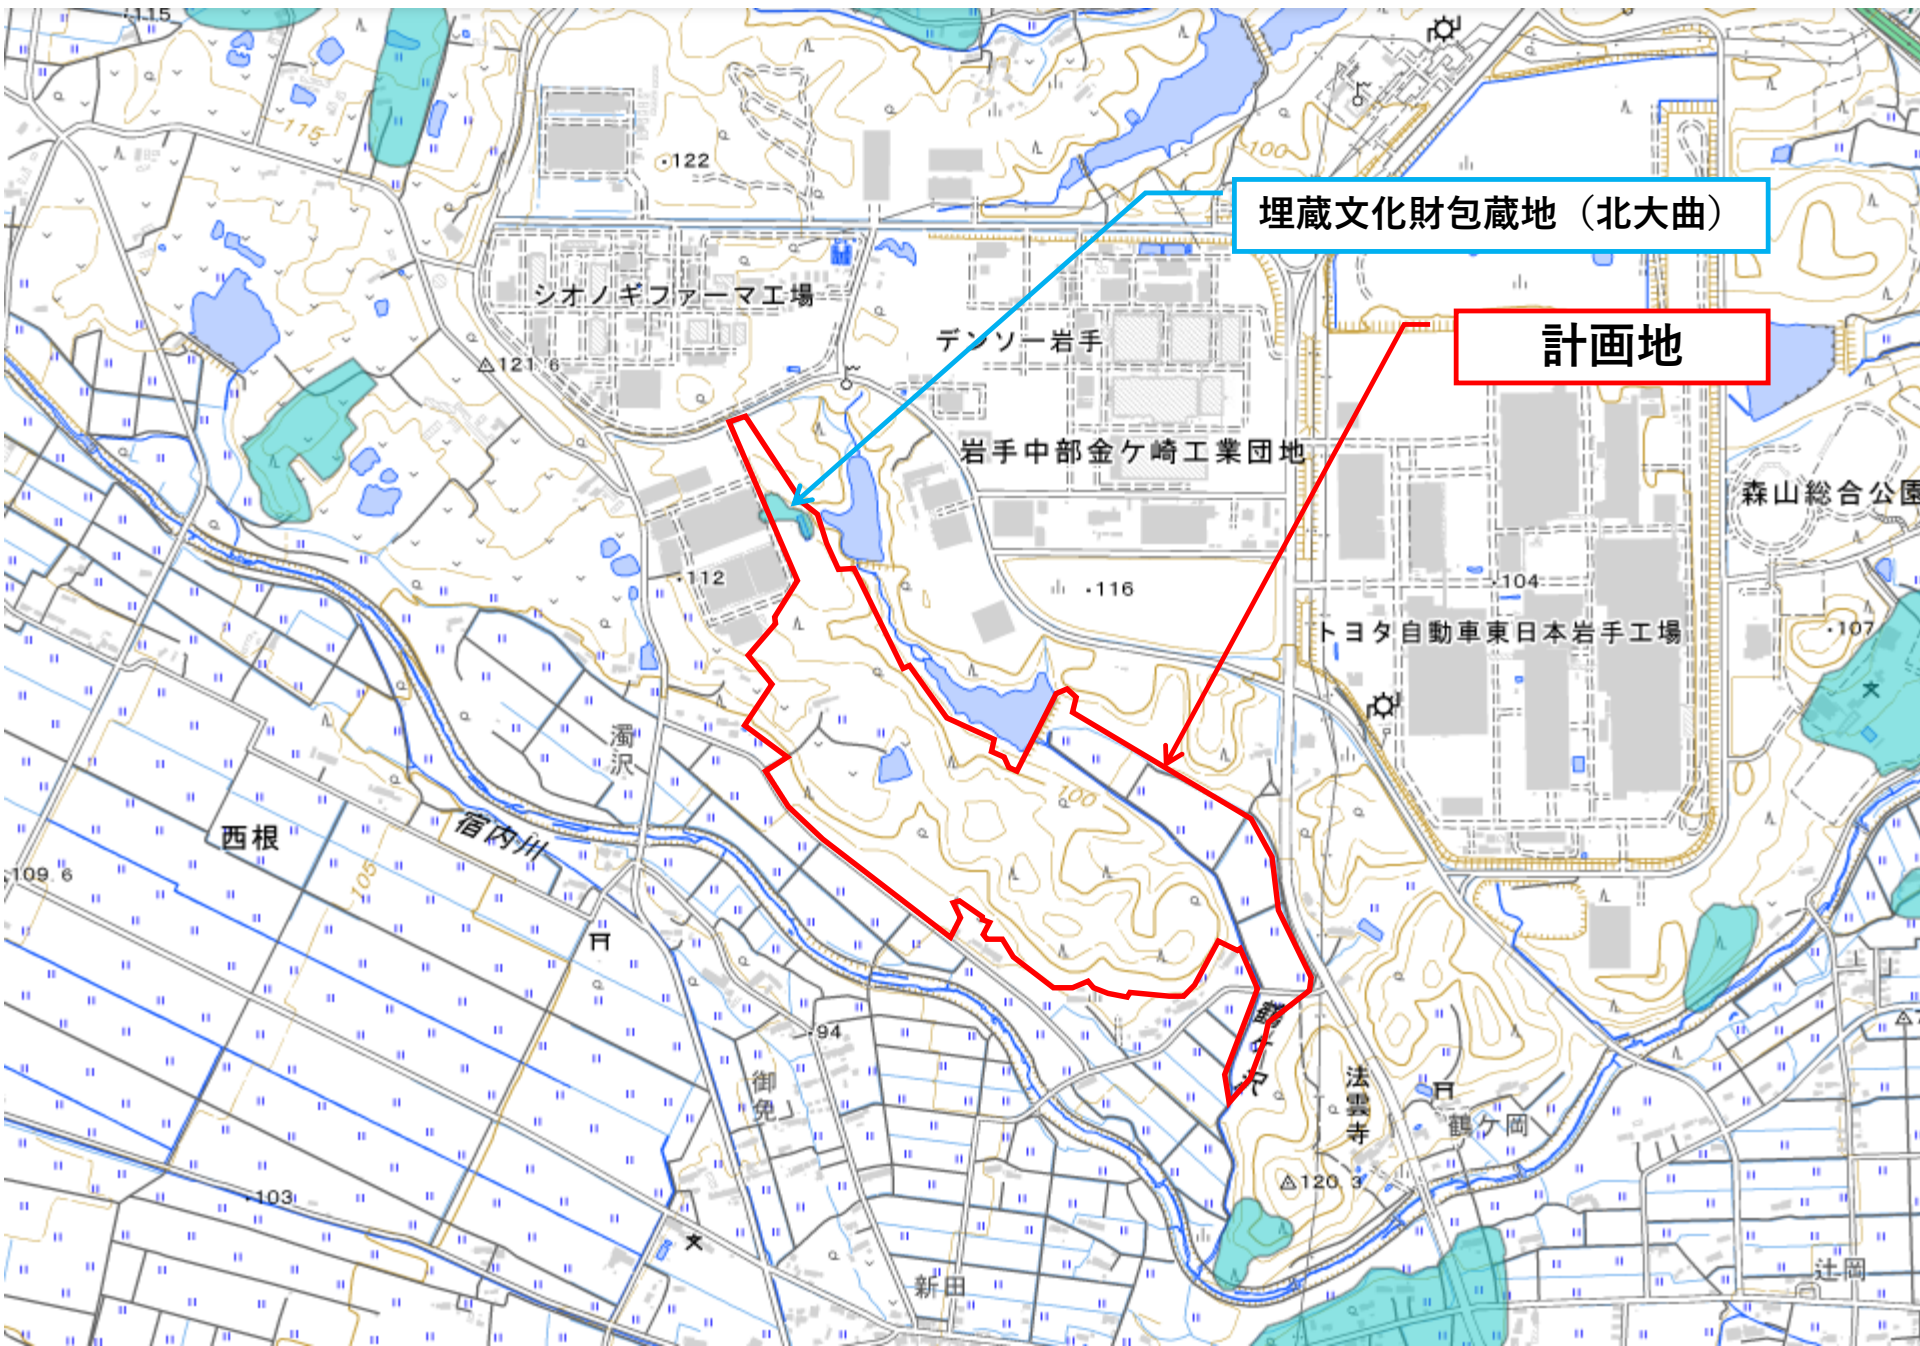 115
115
122
100
埋蔵文化財包蔵地（北大曲）
シオノギファーマ工場
デンソー岩手
計画地
121.6
岩手中部金ケ崎工業団地
森山総合公園
112
116
104
トヨタ自動車東日本岩手工場
107
濁沢
100
西根
宿内川
105
109.6
94
御免
法雲寺
鶴ケ岡
103
120.3
新田
辻岡